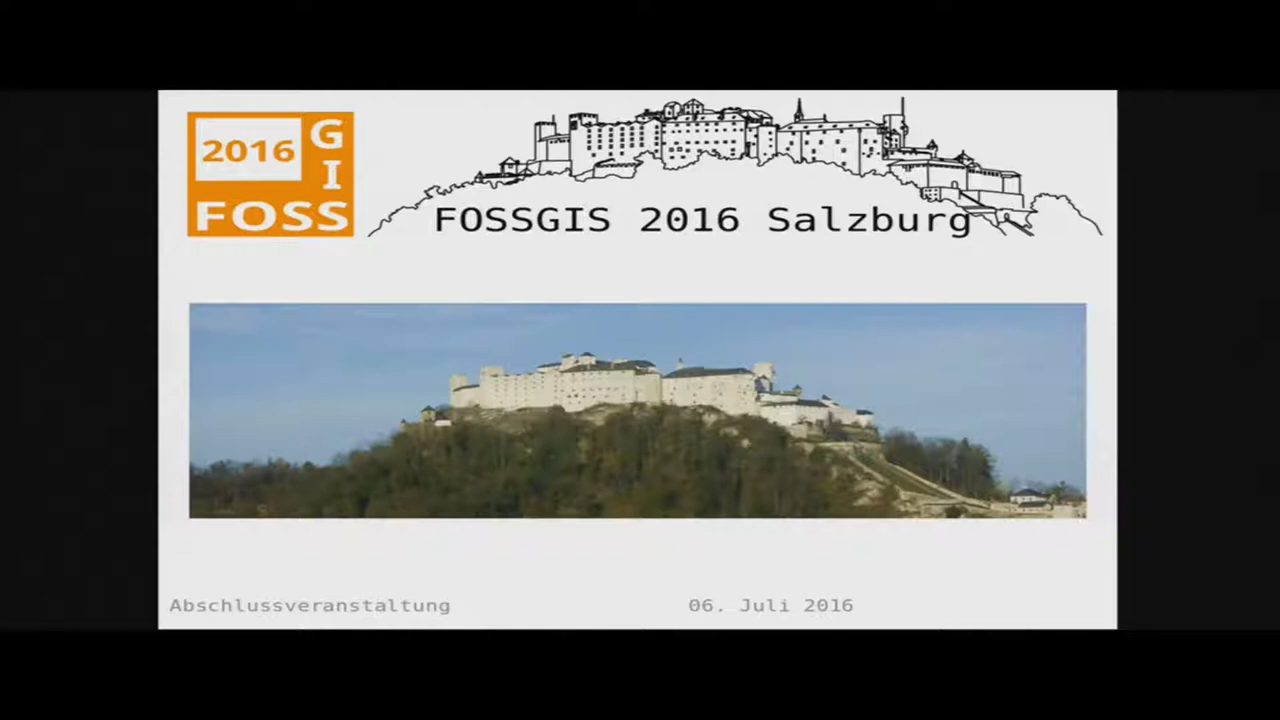 2016
G
I
FOSS
FOSSGIS 2016 Salzburg
Abschlussveranstaltung
06. Juli 2016